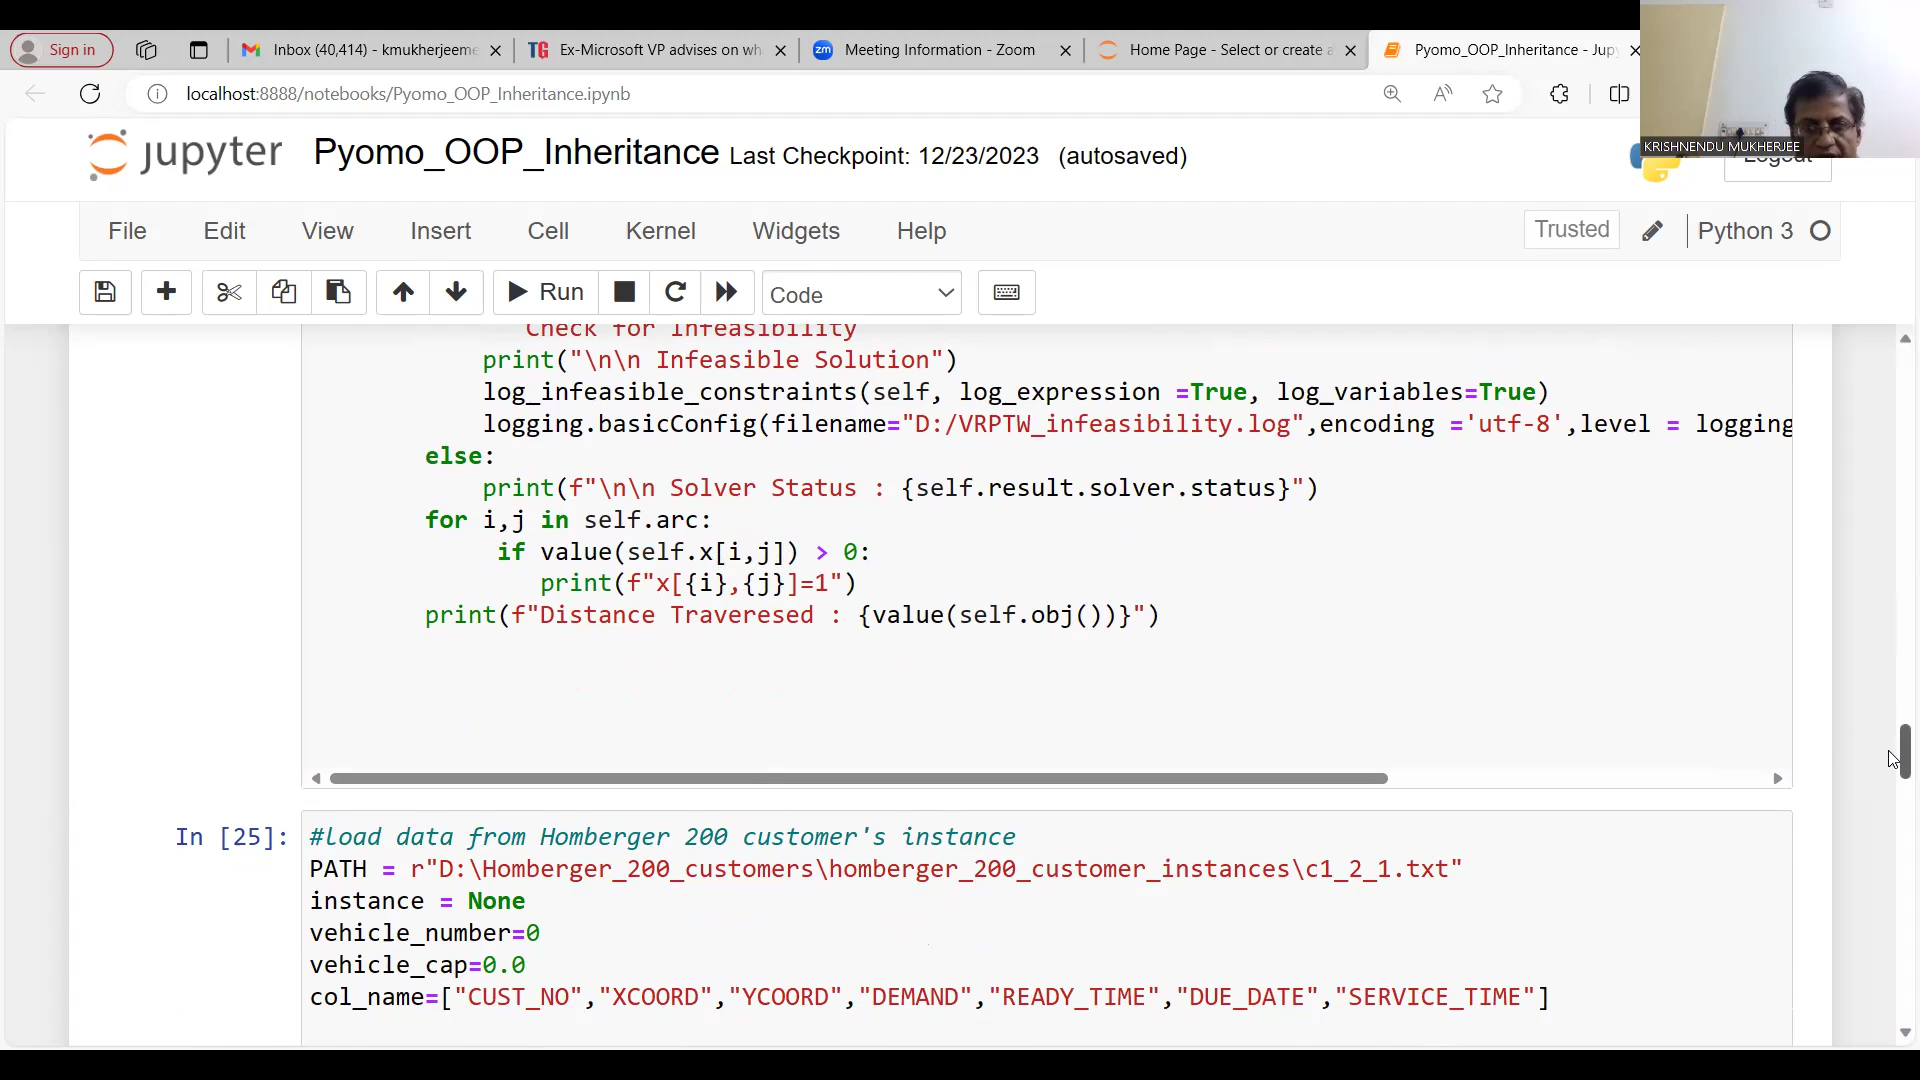 Sign in
Inbox (40,414) - kmukherjeeme
Ex-Microsoft VP advises on wh
Meeting Information - Zoom
Home Page - Select or create a
Pyomo_OOP_Inheritance - Jup
localhost:8888/notebooks/Pyomo_OOP_Inheritance.ipynb
KRISHNENDU MUKHERJEE
jupyter Pyomo_OOP_Inheritance Last Checkpoint: 12/23/2023 (autosaved)
Logout
File Edit View Insert Cell Kernel Widgets Help Trusted Python 3
Run Code
Check for Infeasibility
print("\n\n Infeasible Solution")
log_infeasible_constraints(self, log_expression =True, log_variables=True)
logging.basicConfig(filename="D:/VRPTW_infeasibility.log",encoding ='utf-8',level = logging
else:
print(f"\n\n Solver Status : {self.result.solver.status}")
for i,j in self.arc:
if value(self.x[i,j]) > 0:
print(f"x[{i},{j}]=1")
print(f"Distance Traveresed : {value(self.obj())}")
In [25]: #load data from Homberger 200 customer's instance
PATH = r"D:\Homberger_200_customers\homberger_200_customer_instances\c1_2_1.txt"
instance = None
vehicle_number=0
vehicle_cap=0.0
col_name=["CUST_NO","XCOORD","YCOORD","DEMAND","READY_TIME","DUE_DATE","SERVICE_TIME"]